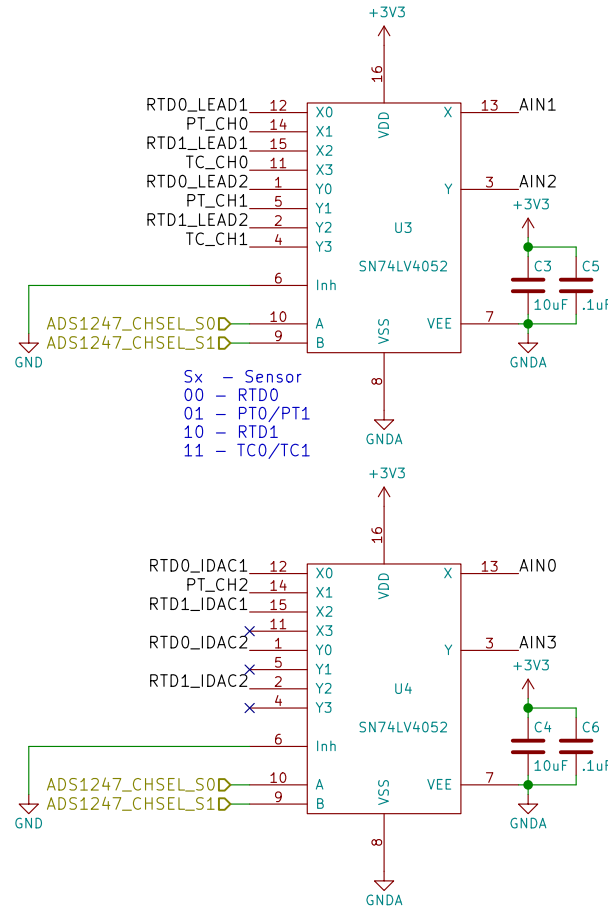 +3V3
16
VDD
RTD0_LEAD1 12 X0 X 13 AIN1
PT_CH0 14 X1
RTD1_LEAD1 15 X2
TC_CH0 11 X3
RTD0_LEAD2 1 Y0 Y 3 AIN2
PT_CH1 5 Y1
RTD1_LEAD2 2 Y2 U3
TC_CH1 4 Y3
+3V3
SN74LV4052
C3 C5
6 Inh
10uF .1uF
ADS1247_CHSEL_S0 10 A VEE 7
ADS1247_CHSEL_S1 9 B
VSS
GND
GNDA
8
GNDA
Sx – Sensor
00 – RTD0
01 – PT0/PT1
10 – RTD1
11 – TC0/TC1
+3V3
16
VDD
RTD0_IDAC1 12 X0 X 13 AIN0
PT_CH2 14 X1
RTD1_IDAC1 15 X2
11 X3
RTD0_IDAC2 1 Y0 Y 3 AIN3
5 Y1
RTD1_IDAC2 2 Y2 U4
4 Y3
+3V3
SN74LV4052
C4 C6
6 Inh
10uF .1uF
ADS1247_CHSEL_S0 10 A VEE 7
ADS1247_CHSEL_S1 9 B
VSS
GND
GNDA
8
GNDA